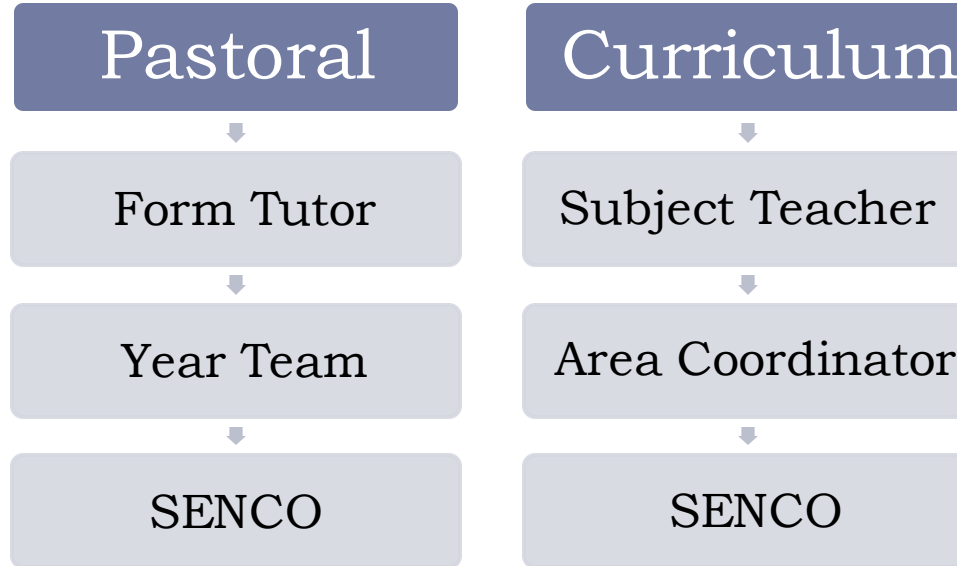 Pastoral
Form Tutor
Year Team
SENCO
Curriculum
Subject Teacher
Area Coordinator
SENCO